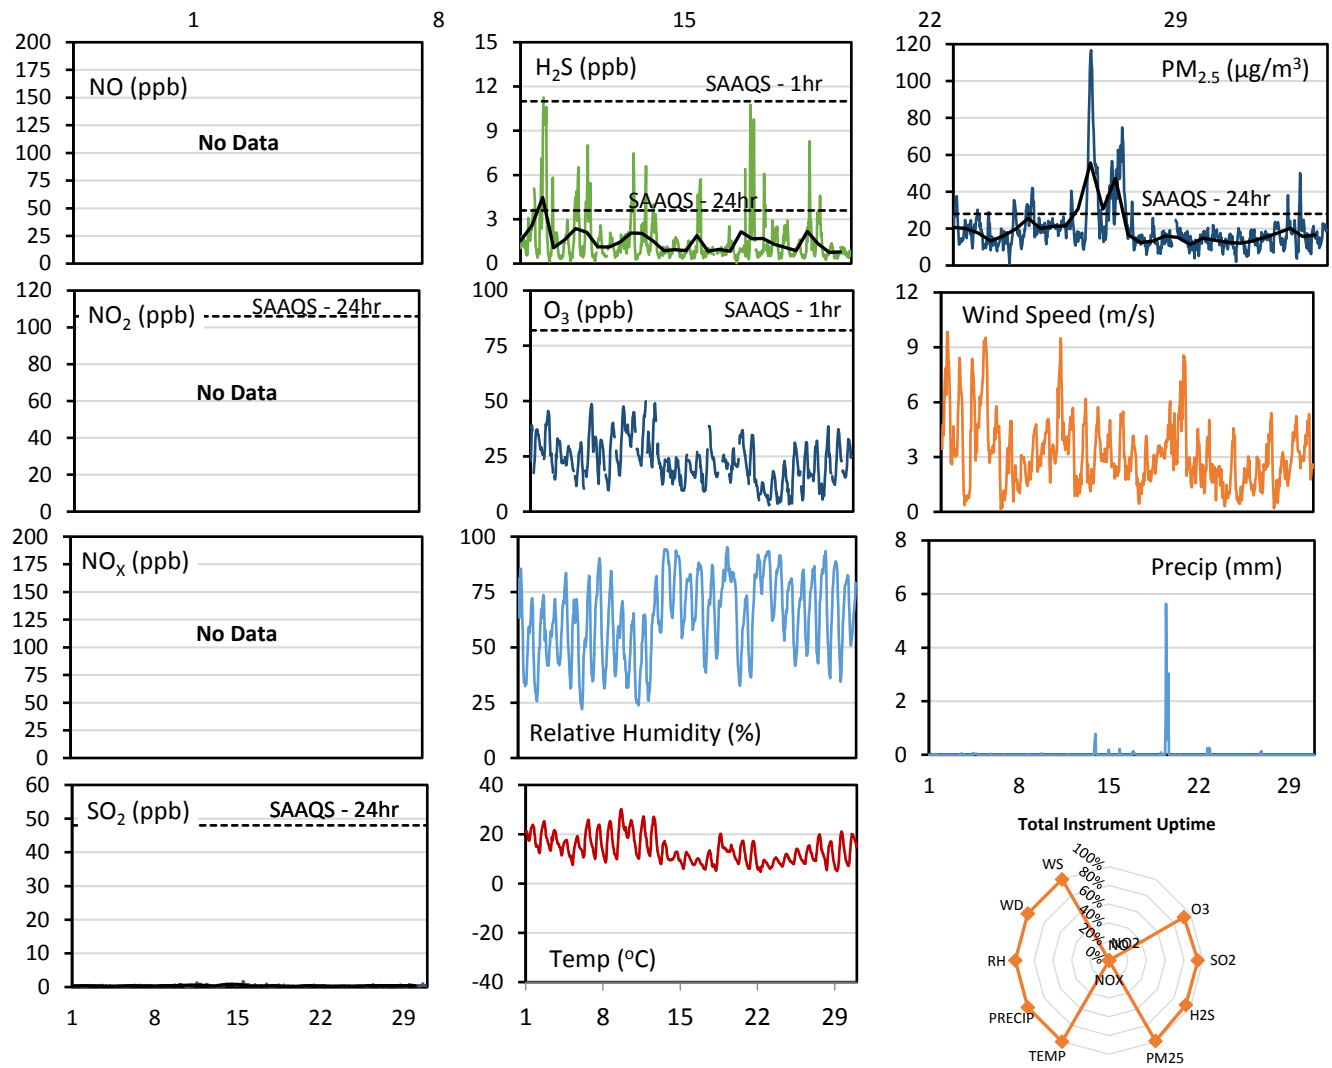 1 8 15 22 29
200
175
150
125
100
75
50
25
0
NO (ppb)
No Data
15
12
9
6
3
0
H₂S (ppb)
SAAQS - 1hr
SAAQS - 24hr
120
100
80
60
40
20
0
PM₂.₅ (µg/m³)
SAAQS - 24hr
120
100
80
60
40
20
0
NO₂ (ppb)
SAAQS - 24hr
No Data
100
75
50
25
0
O₃ (ppb)
SAAQS - 1hr
12
9
6
3
0
Wind Speed (m/s)
200
175
150
125
100
75
50
25
0
NOX (ppb)
No Data
100
75
50
25
0
Relative Humidity (%)
8
6
4
2
0
Precip (mm)
1 8 15 22 29
60
50
40
30
20
10
0
SO₂ (ppb)
SAAQS - 24hr
1 8 15 22 29
40
20
0
-20
-40
Temp (°C)
1 8 15 22 29
Total Instrument Uptime
100%
80%
60%
40%
20%
0%
NO
NO2
O3
SO2
H2S
PM25
NOX
TEMP
PRECIP
RH
WD
WS